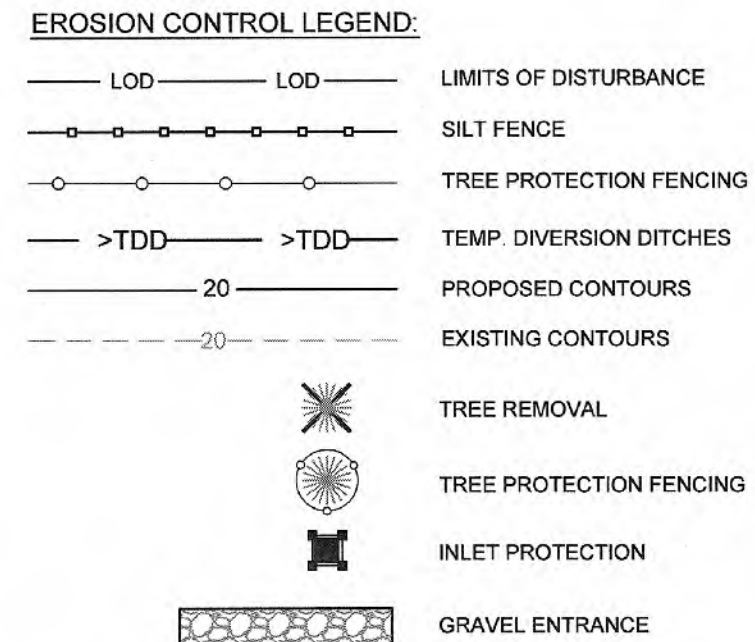 EROSION CONTROL LEGEND:
LOD LOD LIMITS OF DISTURBANCE
SILT FENCE
TREE PROTECTION FENCING
>TDD >TDD TEMP. DIVERSION DITCHES
20 PROPOSED CONTOURS
20 EXISTING CONTOURS
TREE REMOVAL
TREE PROTECTION FENCING
INLET PROTECTION
GRAVEL ENTRANCE